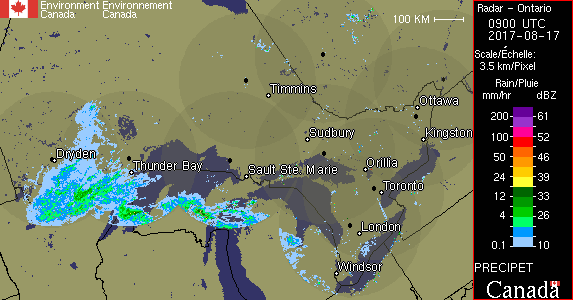 Environment Environnement
Canada Canada
100 KM
Timmins
Ottawa
Sudbury
Kingston
Dryden
Thunder Bay
Sault Ste. Marie
Orillia
Toronto
London
Windsor
Radar - Ontario
0900 UTC
2017-08-17
Scale/Échelle:
3.5 km/Pixel
Rain/Pluie
mm/hr dBZ
200 61
100 52
50 46
24 39
12 33
4 26
0.1 10
PRECIPET
Canada